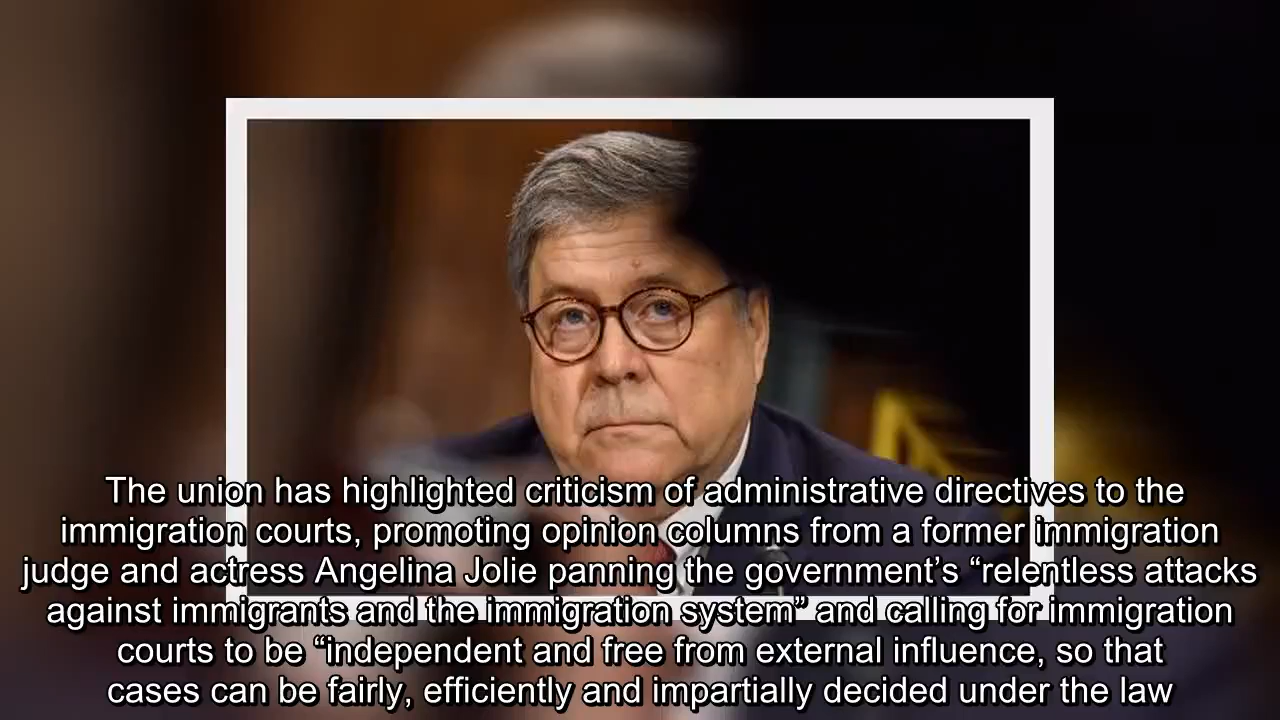 The union has highlighted criticism of administrative directives to the
immigration courts, promoting opinion columns from a former immigration
judge and actress Angelina Jolie panning the government’s “relentless attacks
against immigrants and the immigration system” and calling for immigration
courts to be “independent and free from external influence, so that
cases can be fairly, efficiently and impartially decided under the law